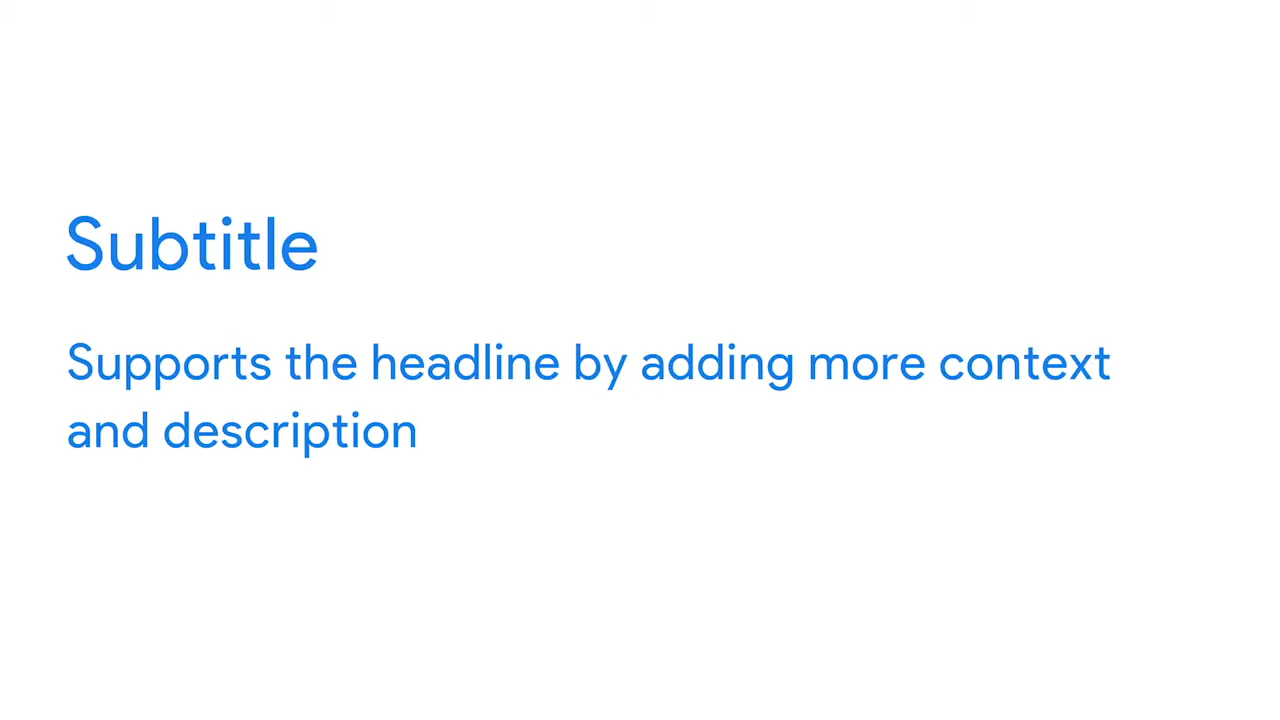 Subtitle
Supports the headline by adding more context
and description